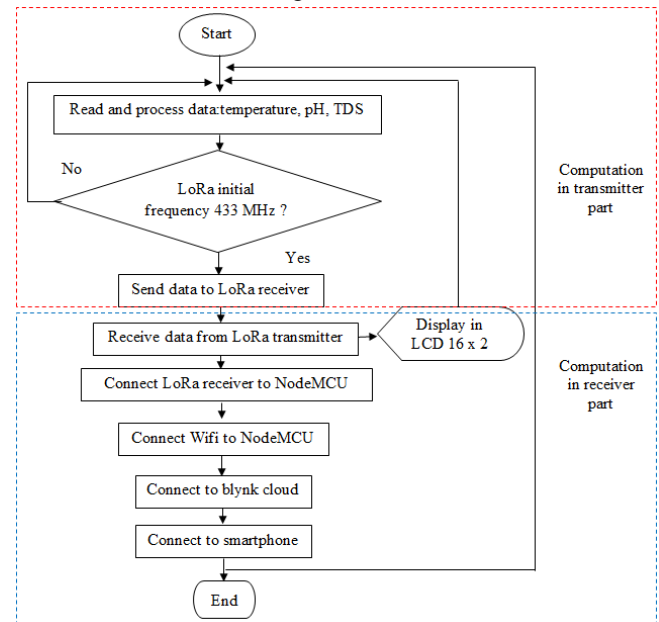 Start
Read and process data:temperature, pH, TDS
No
LoRa initial
frequency 433 MHz ?
Computation
in transmitter
part
Yes
Send data to LoRa receiver
Receive data from LoRa transmitter
Display in
LCD 16 x 2
Connect LoRa receiver to NodeMCU
Computation
in receiver
part
Connect Wifi to NodeMCU
Connect to blynk cloud
Connect to smartphone
End